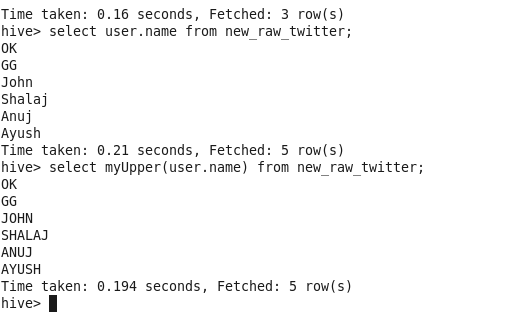 Time taken: 0.16 seconds, Fetched: 3 row(s)
hive> select user.name from new_raw_twitter;
OK
GG
John
Shalaj
Anuj
Ayush
Time taken: 0.21 seconds, Fetched: 5 row(s)
hive> select myUpper(user.name) from new_raw_twitter;
OK
GG
JOHN
SHALAJ
ANUJ
AYUSH
Time taken: 0.194 seconds, Fetched: 5 row(s)
hive>